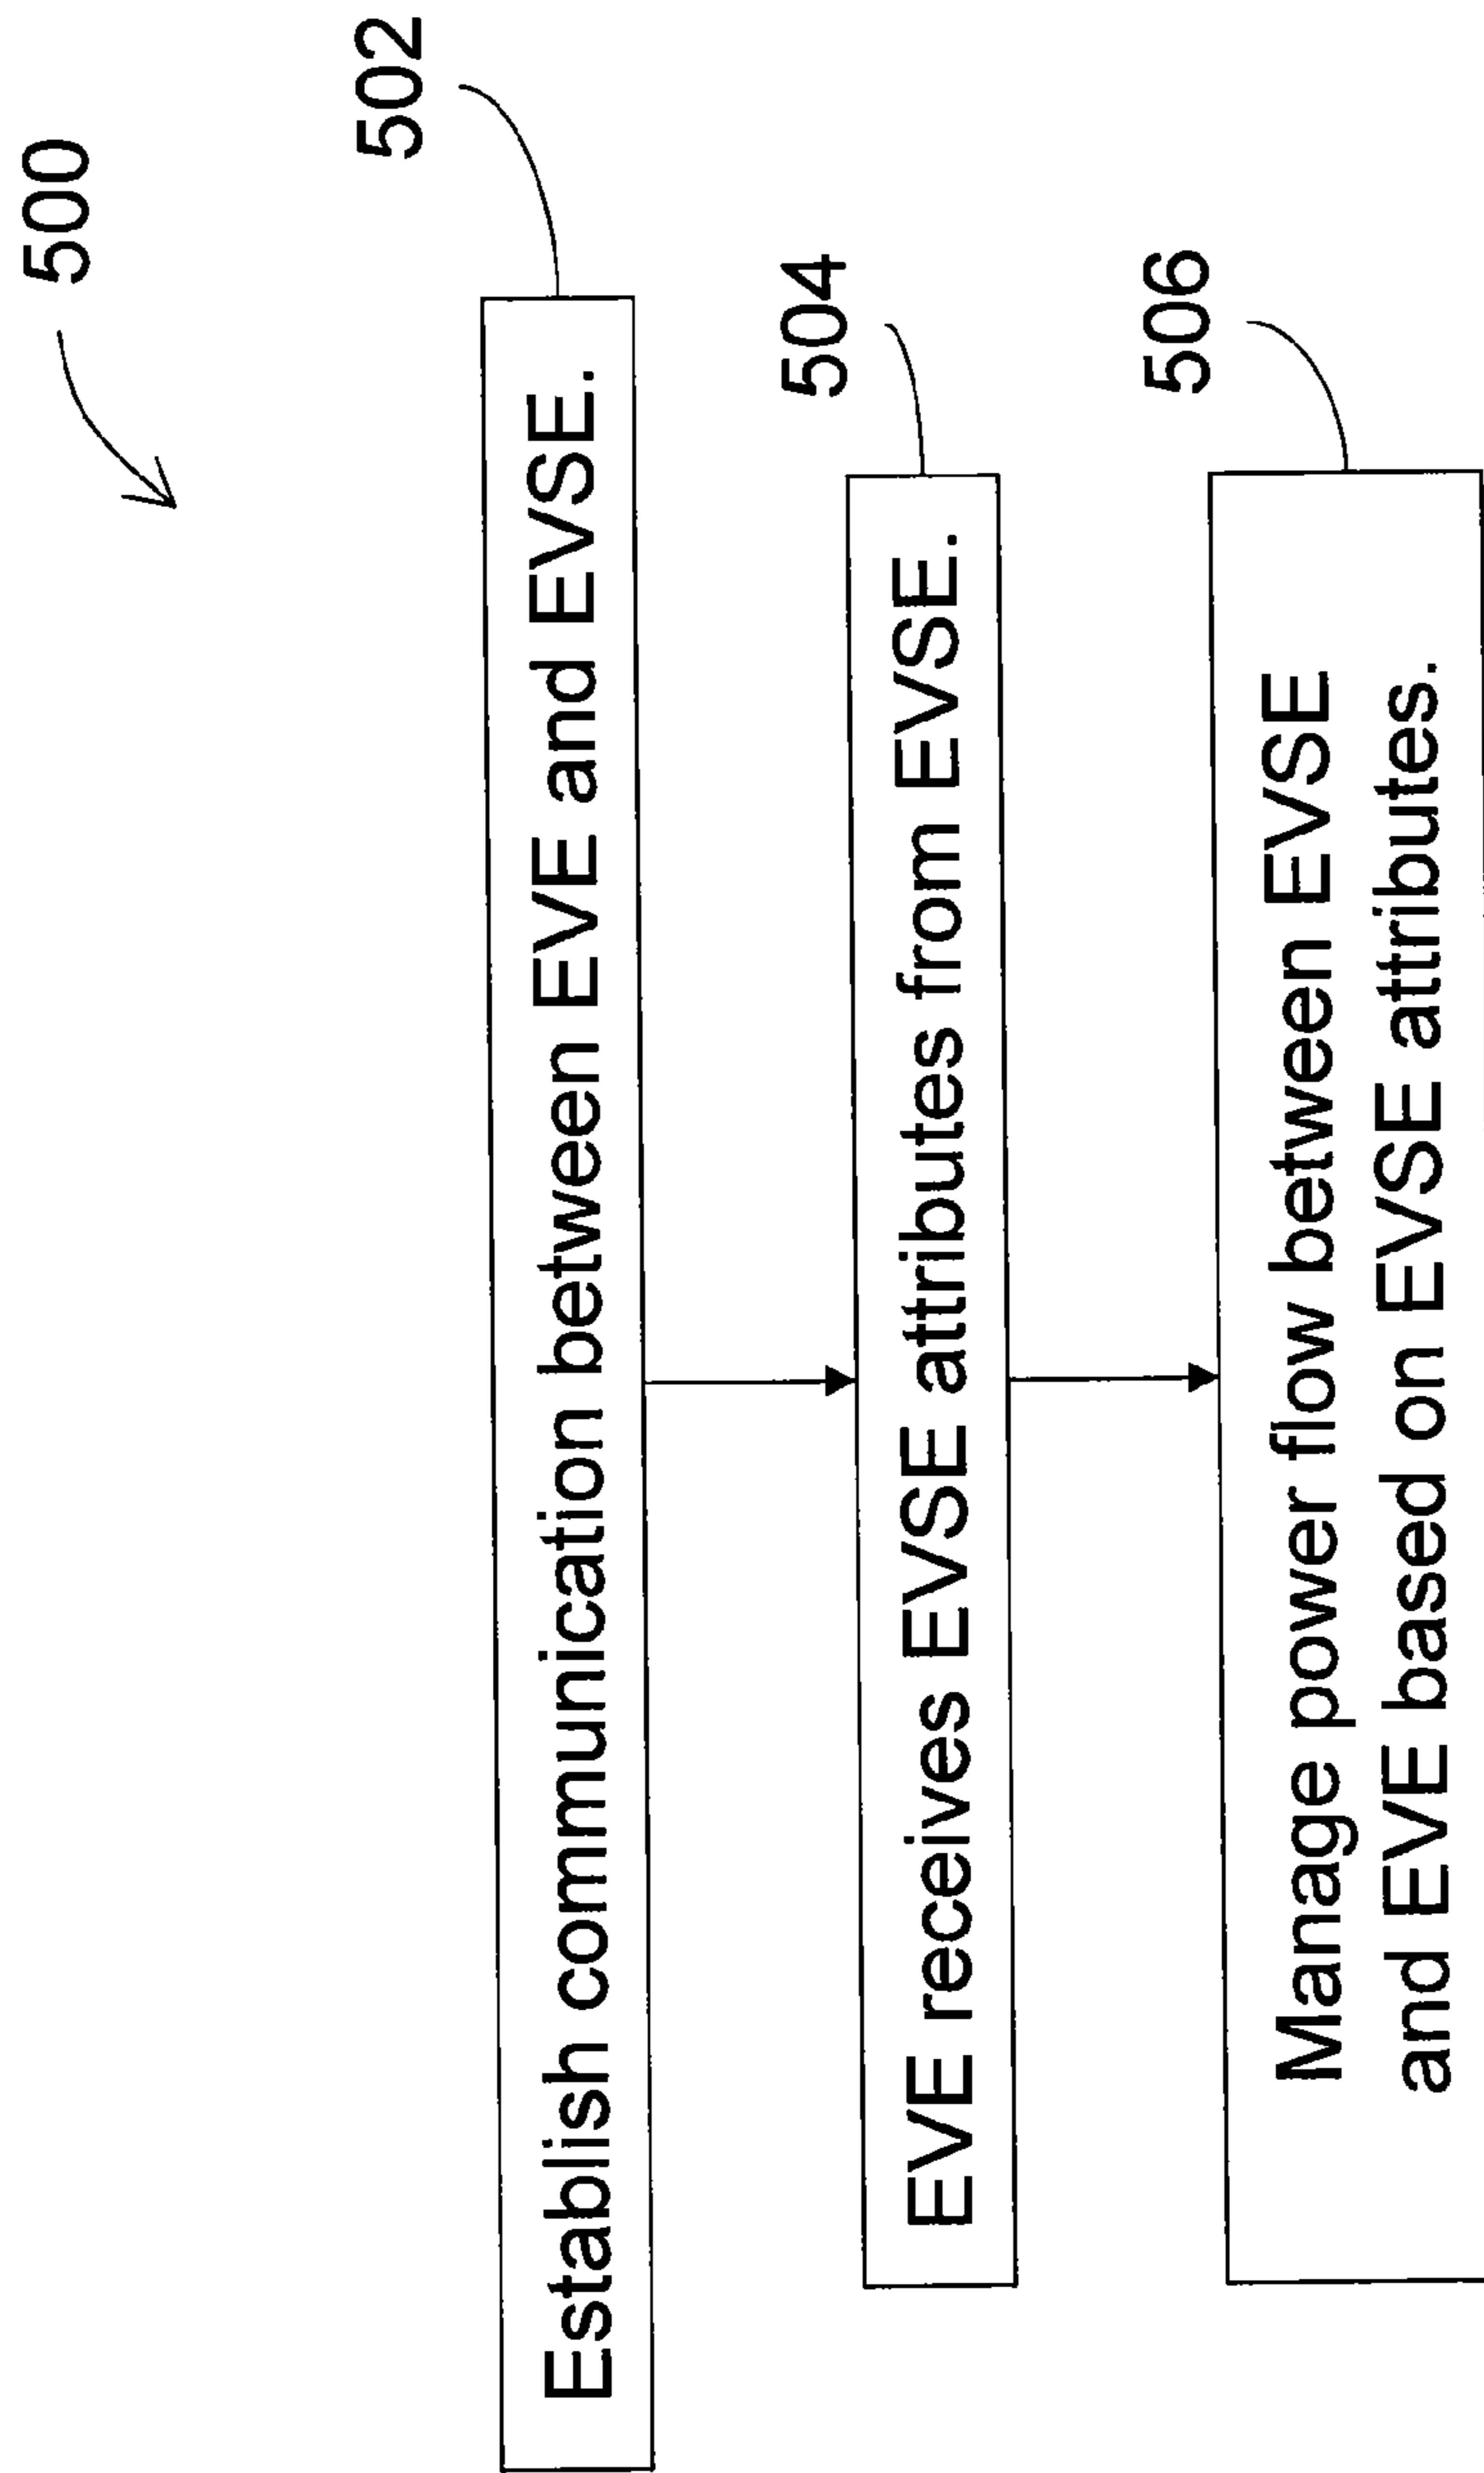 500
502
Establish communication between EVE and EVSE.
504
EVE receives EVSE attributes from EVSE.
506
Manage power flow between EVSE
and EVE based on EVSE attributes.